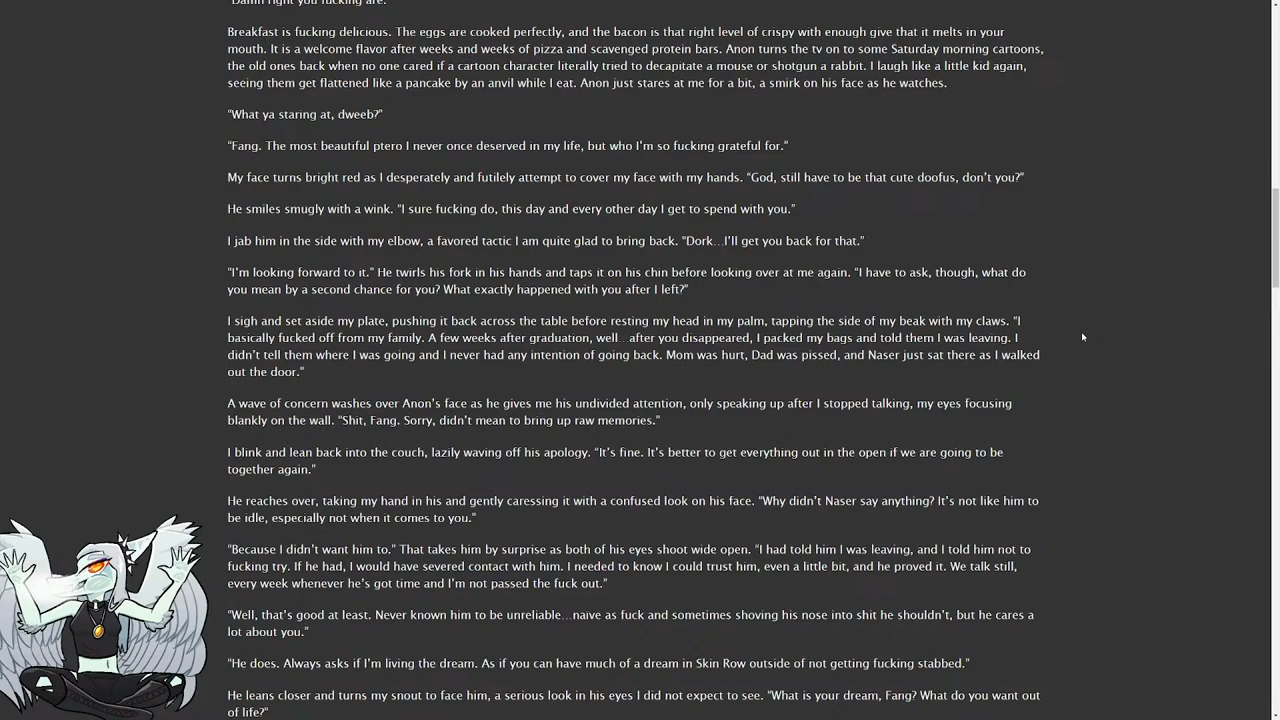 "Damn right you fucking are."
Breakfast is fucking delicious. The eggs are cooked perfectly, and the bacon is that right level of crispy with enough give that it melts in your
mouth. It is a welcome flavor after weeks and weeks of pizza and scavenged protein bars. Anon turns the tv on to some Saturday morning cartoons,
the old ones back when no one cared if a cartoon character literally tried to decapitate a mouse or shotgun a rabbit. I laugh like a little kid again,
seeing them get flattened like a pancake by an anvil while I eat. Anon just stares at me for a bit, a smirk on his face as he watches.
"What ya staring at, dweeb?"
"Fang. The most beautiful ptero I never once deserved in my life, but who I'm so fucking grateful for."
My face turns bright red as I desperately and futilely attempt to cover my face with my hands. "God, still have to be that cute doofus, don't you?"
He smiles smugly with a wink. "I sure fucking do, this day and every other day I get to spend with you."
I jab him in the side with my elbow, a favored tactic I am quite glad to bring back. "Dork…I'll get you back for that."
"I'm looking forward to it." He twirls his fork in his hands and taps it on his chin before looking over at me again. "I have to ask, though, what do
you mean by a second chance for you? What exactly happened with you after I left?"
I sigh and set aside my plate, pushing it back across the table before resting my head in my palm, tapping the side of my beak with my claws. "I
basically fucked off from my family. A few weeks after graduation, well…after you disappeared, I packed my bags and told them I was leaving. I
didn't tell them where I was going and I never had any intention of going back. Mom was hurt, Dad was pissed, and Naser just sat there as I walked
out the door."
A wave of concern washes over Anon's face as he gives me his undivided attention, only speaking up after I stopped talking, my eyes focusing
blankly on the wall. "Shit, Fang. Sorry, didn't mean to bring up raw memories."
I blink and lean back into the couch, lazily waving off his apology. "It's fine. It's better to get everything out in the open if we are going to be
together again."
He reaches over, taking my hand in his and gently caressing it with a confused look on his face. "Why didn't Naser say anything? It's not like him to
be idle, especially not when it comes to you."
"Because I didn't want him to." That takes him by surprise as both of his eyes shoot wide open. "I had told him I was leaving, and I told him not to
fucking try. If he had, I would have severed contact with him. I needed to know I could trust him, even a little bit, and he proved it. We talk still,
every week whenever he's got time and I'm not passed the fuck out."
"Well, that's good at least. Never known him to be unreliable…naive as fuck and sometimes shoving his nose into shit he shouldn't, but he cares a
lot about you."
"He does. Always asks if I'm living the dream. As if you can have much of a dream in Skin Row outside of not getting fucking stabbed."
He leans closer and turns my snout to face him, a serious look in his eyes I did not expect to see. "What is your dream, Fang? What do you want out
of life?"